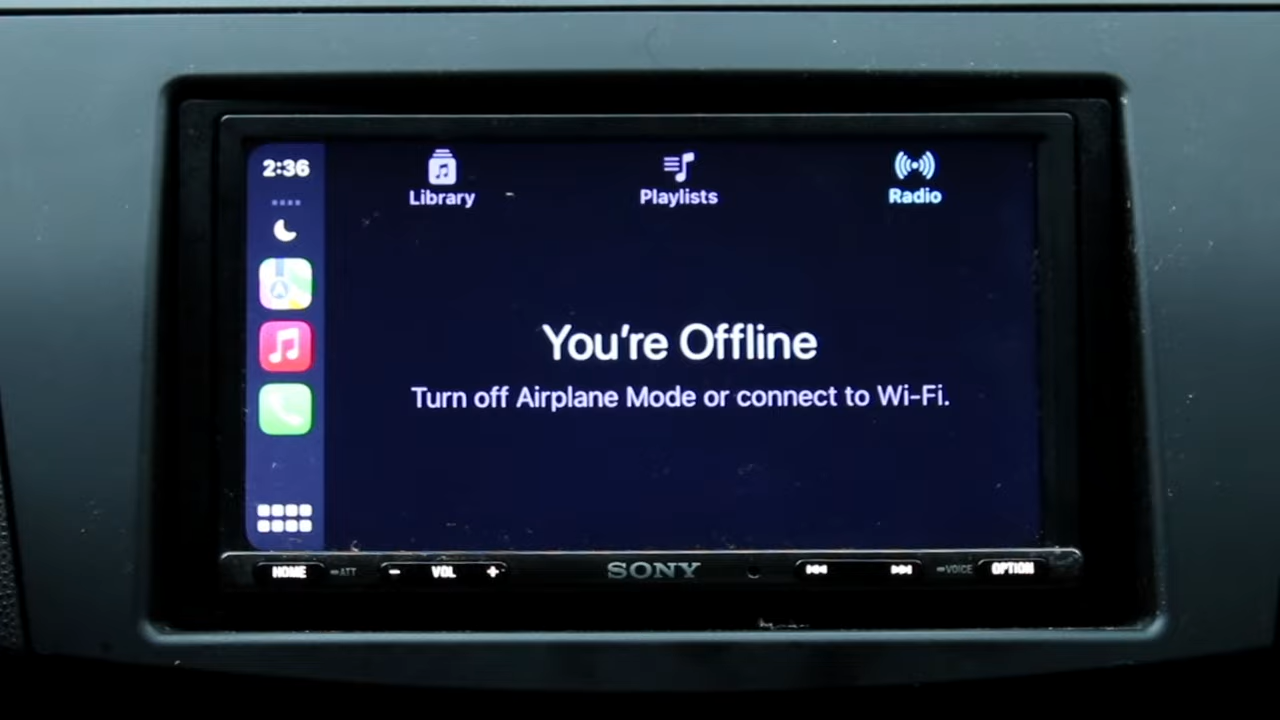 2:36
Library
Playlists
Radio
You're Offline
Turn off Airplane Mode or connect to Wi-Fi.
HOME
ATT
- VOL +
SONY
VOICE
OPTION